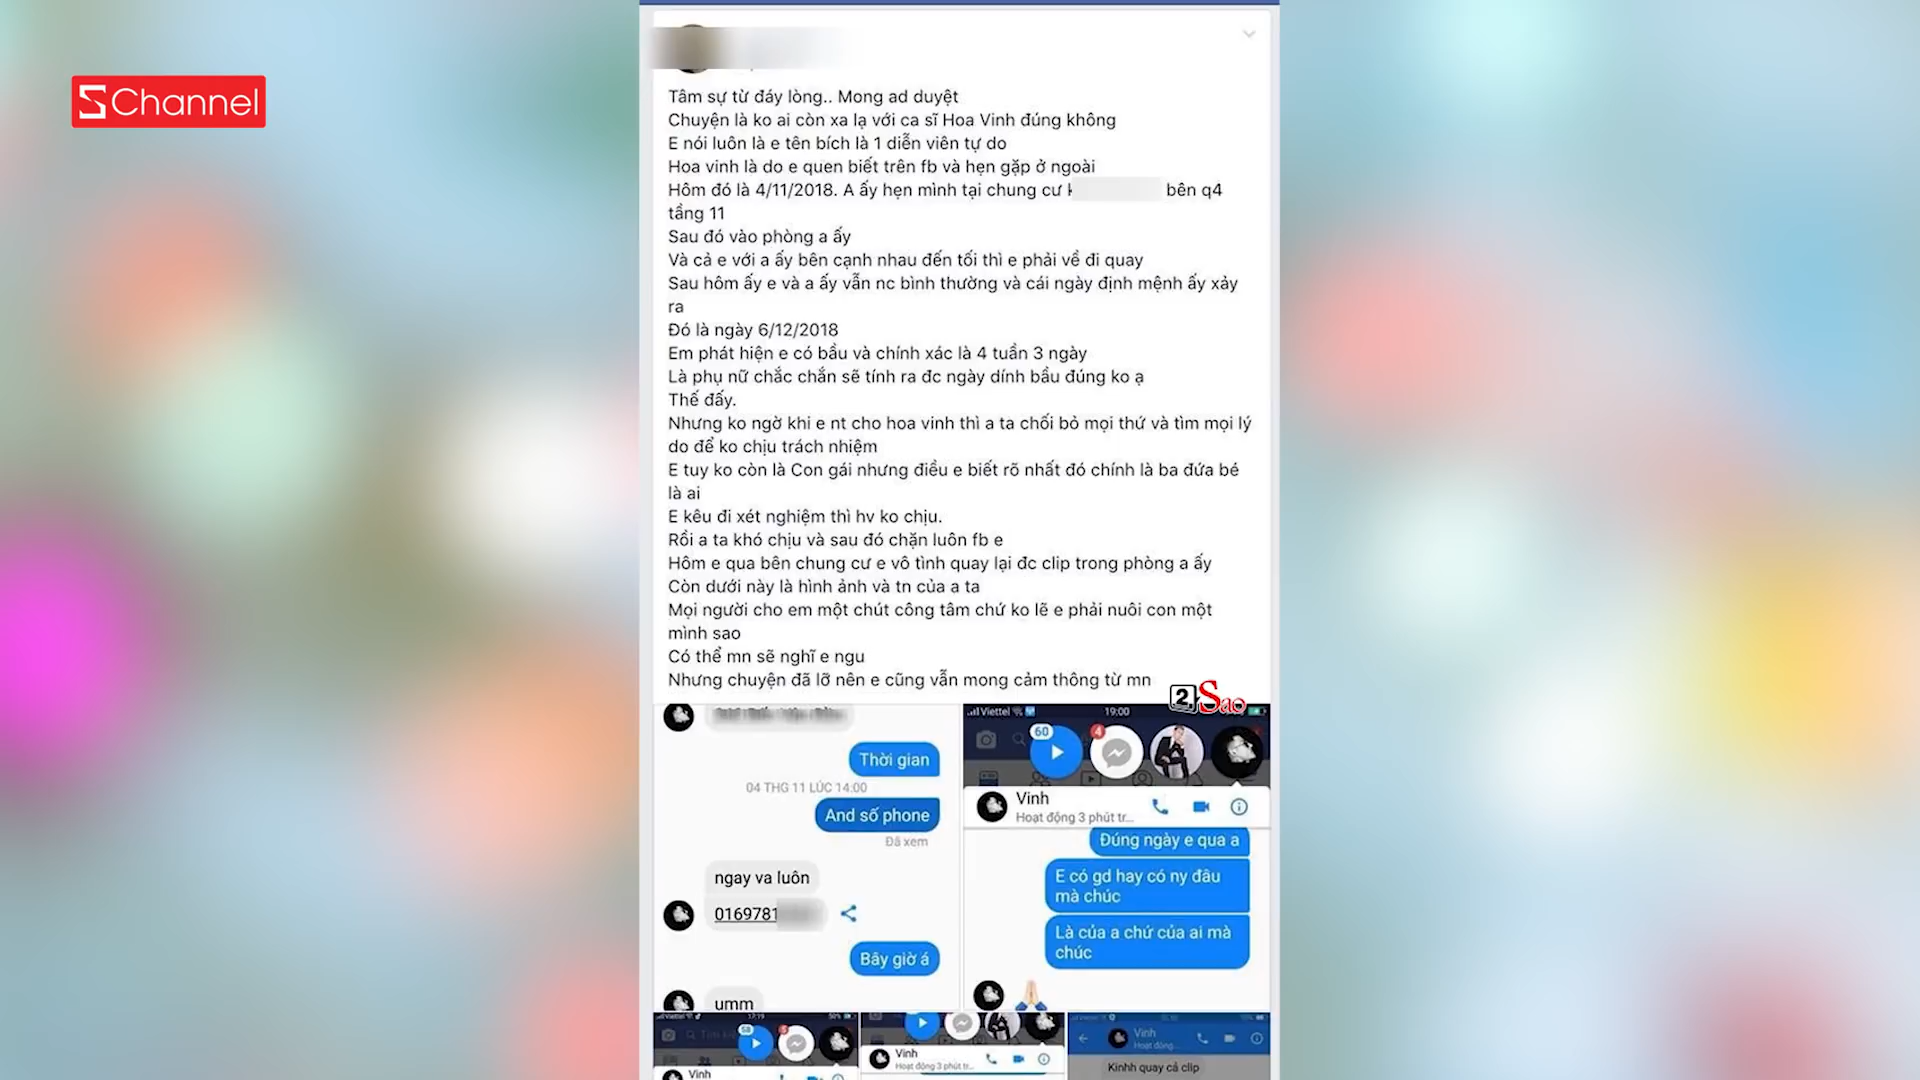 S Channel
Tâm sự từ đáy lòng.. Mong ad duyệt
Chuyện là ko ai còn xa lạ với ca sĩ Hoa Vinh đúng không
E nói luôn là e tên bích là 1 diễn viên tự do
Hoa vinh là do e quen biết trên fb và hẹn gặp ở ngoài
Hôm đó là 4/11/2018. A ấy hẹn mình tại chung cư bên q4
tầng 11
Sau đó vào phòng a ấy
Và cả e với a ấy bên cạnh nhau đến tối thì e phải về đi quay
Sau hôm ấy e và a ấy vẫn nc bình thường và cái ngày định mệnh ấy xảy
ra
Đó là ngày 6/12/2018
Em phát hiện e có bầu và chính xác là 4 tuần 3 ngày
Là phụ nữ chắc chắn sẽ tính ra đc ngày dính bầu đúng ko ạ
Thế đấy.
Nhưng ko ngờ khi e nt cho hoa vinh thì a ta chối bỏ mọi thứ và tìm mọi lý
do để ko chịu trách nhiệm
E tuy ko còn là Con gái nhưng điều e biết rõ nhất đó chính là ba đứa bé
là ai
E kêu đi xét nghiệm thì hv ko chịu.
Rồi a ta khó chịu và sau đó chặn luôn fb e
Hôm e qua bên chung cư e vô tình quay lại đc clip trong phòng a ấy
Còn dưới này là hình ảnh và tn của a ta
Mọi người cho em một chút công tâm chứ ko lẽ e phải nuôi con một
mình sao
Có thể mn sẽ nghĩ e ngu
Nhưng chuyện đã lỡ nên e cũng vẫn mong cảm thông từ mn
2Sao
Thời gian
04 THG 11 LÚC 14:00
And số phone
Đã xem
ngay va luôn
0169781
Bây giờ á
umm
Viettel 19:00
60
4
Vinh
Hoạt động 3 phút tr...
Đúng ngày e qua a
E có gd hay có ny đâu
mà chúc
Là của a chứ của ai mà
chúc
Viettel 17:19 50%
58
Vinh
Vinh
Hoạt động 3 phút tr...
Vinh
Hoạt động...
Kinhh quay cả clip